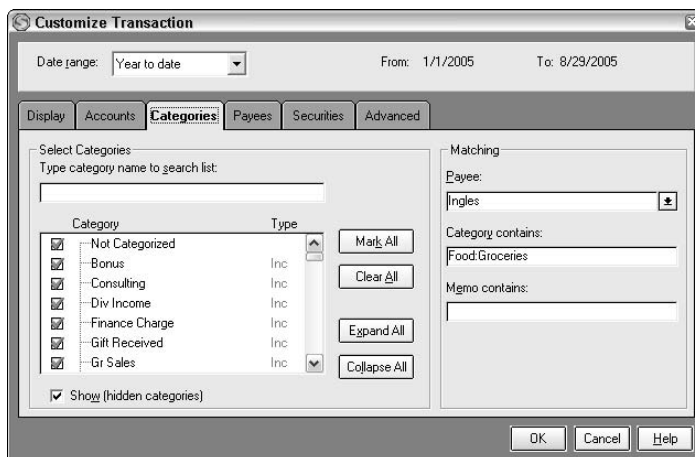 Customize Transaction
Date range: Year to date From: 1/1/2005 To: 8/29/2005
Display Accounts Categories Payees Securities Advanced
Select Categories
Type category name to search list:
Category Type
Not Categorized
Bonus Inc
Consulting Inc
Div Income Inc
Finance Charge Inc
Gift Received Inc
Gr Sales Inc
Show (hidden categories)
Mark All
Clear All
Expand All
Collapse All
Matching
Payee:
Ingles
Category contains:
Food:Groceries
Memo contains:
OK Cancel Help